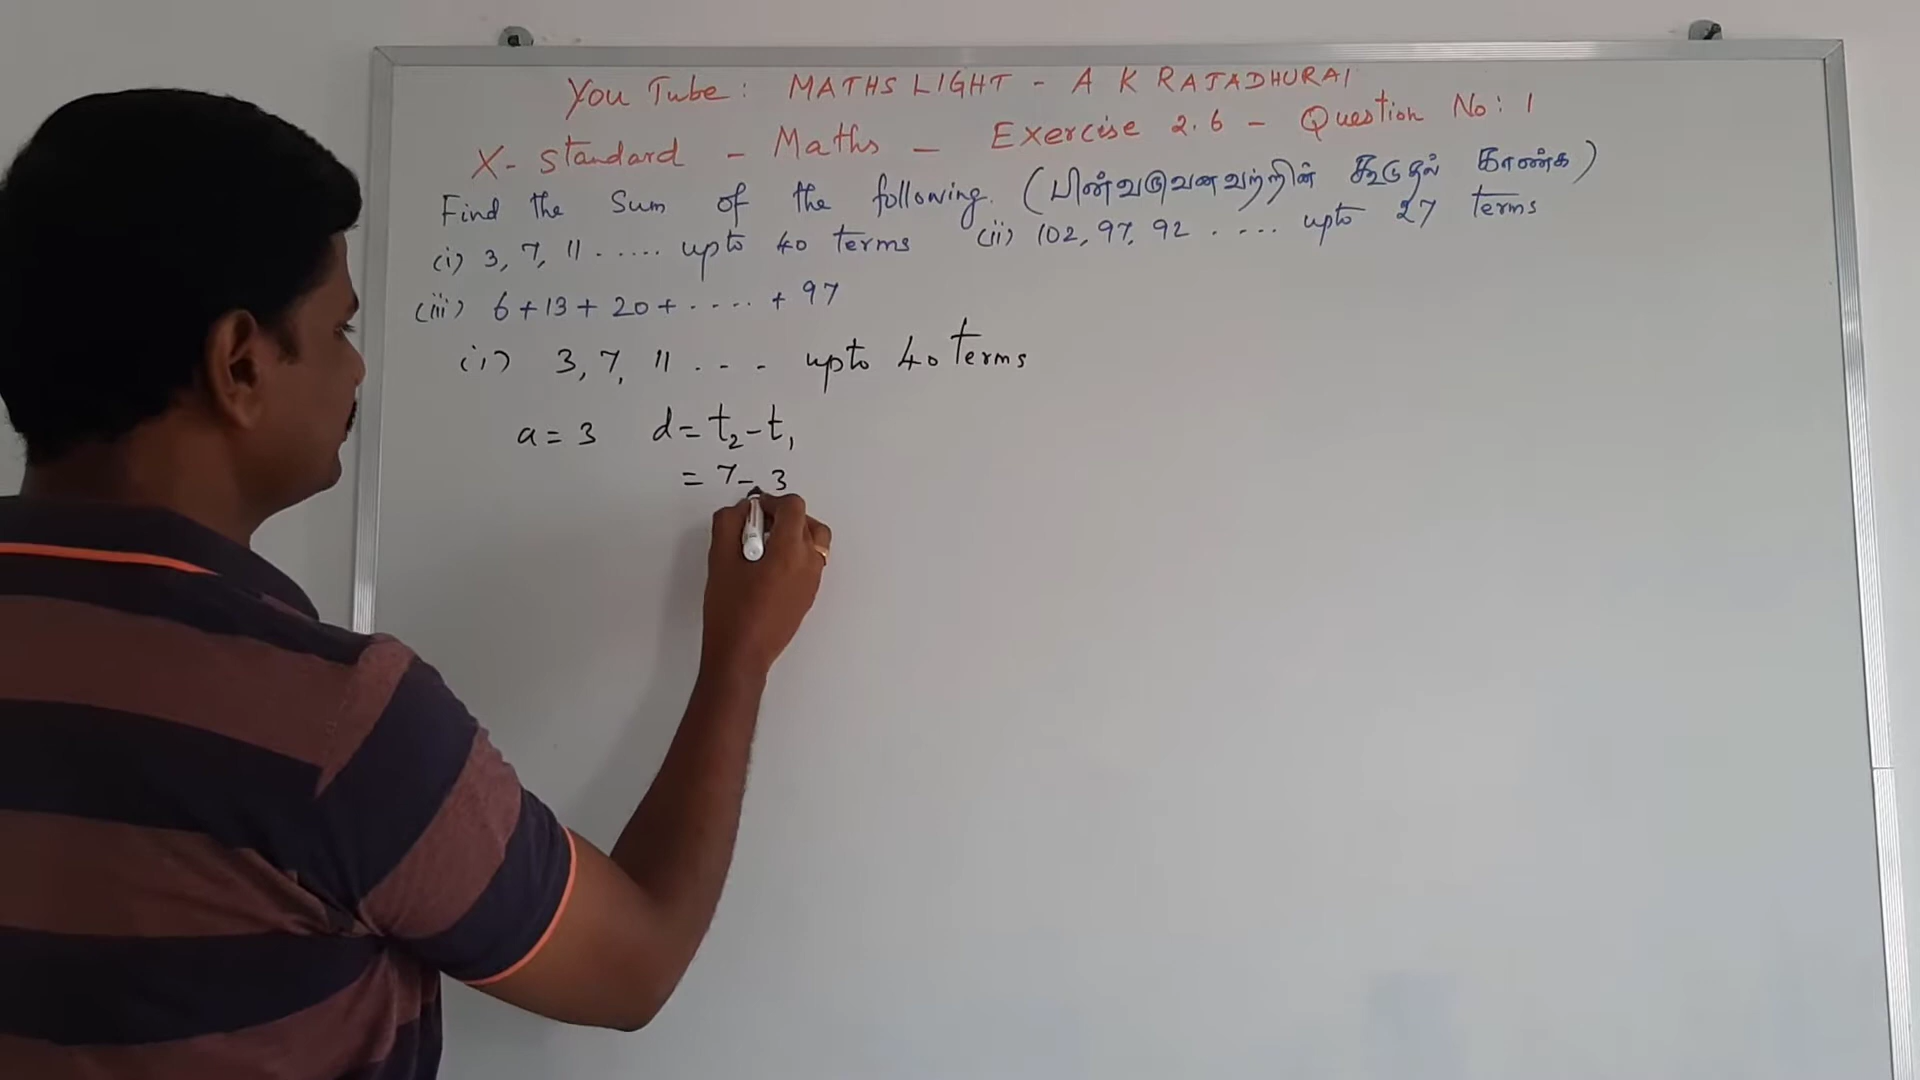 You Tube: MATHS LIGHT - A K RAJADHURAI
X- standard - Maths - Exercise 2.6 - Question No: 1
Find the Sum of the following. (பின்வருவனவற்றின் கூடுதல் காண்க)
(i) 3, 7, 11 ...... upto 40 terms (ii) 102, 97, 92 . .... upto 27 terms
(iii) 6 + 13 + 20 + ..... + 97
(i) 3, 7, 11 . . . upto 40 terms
a = 3 d = t₂ - t₁
= 7 - 3